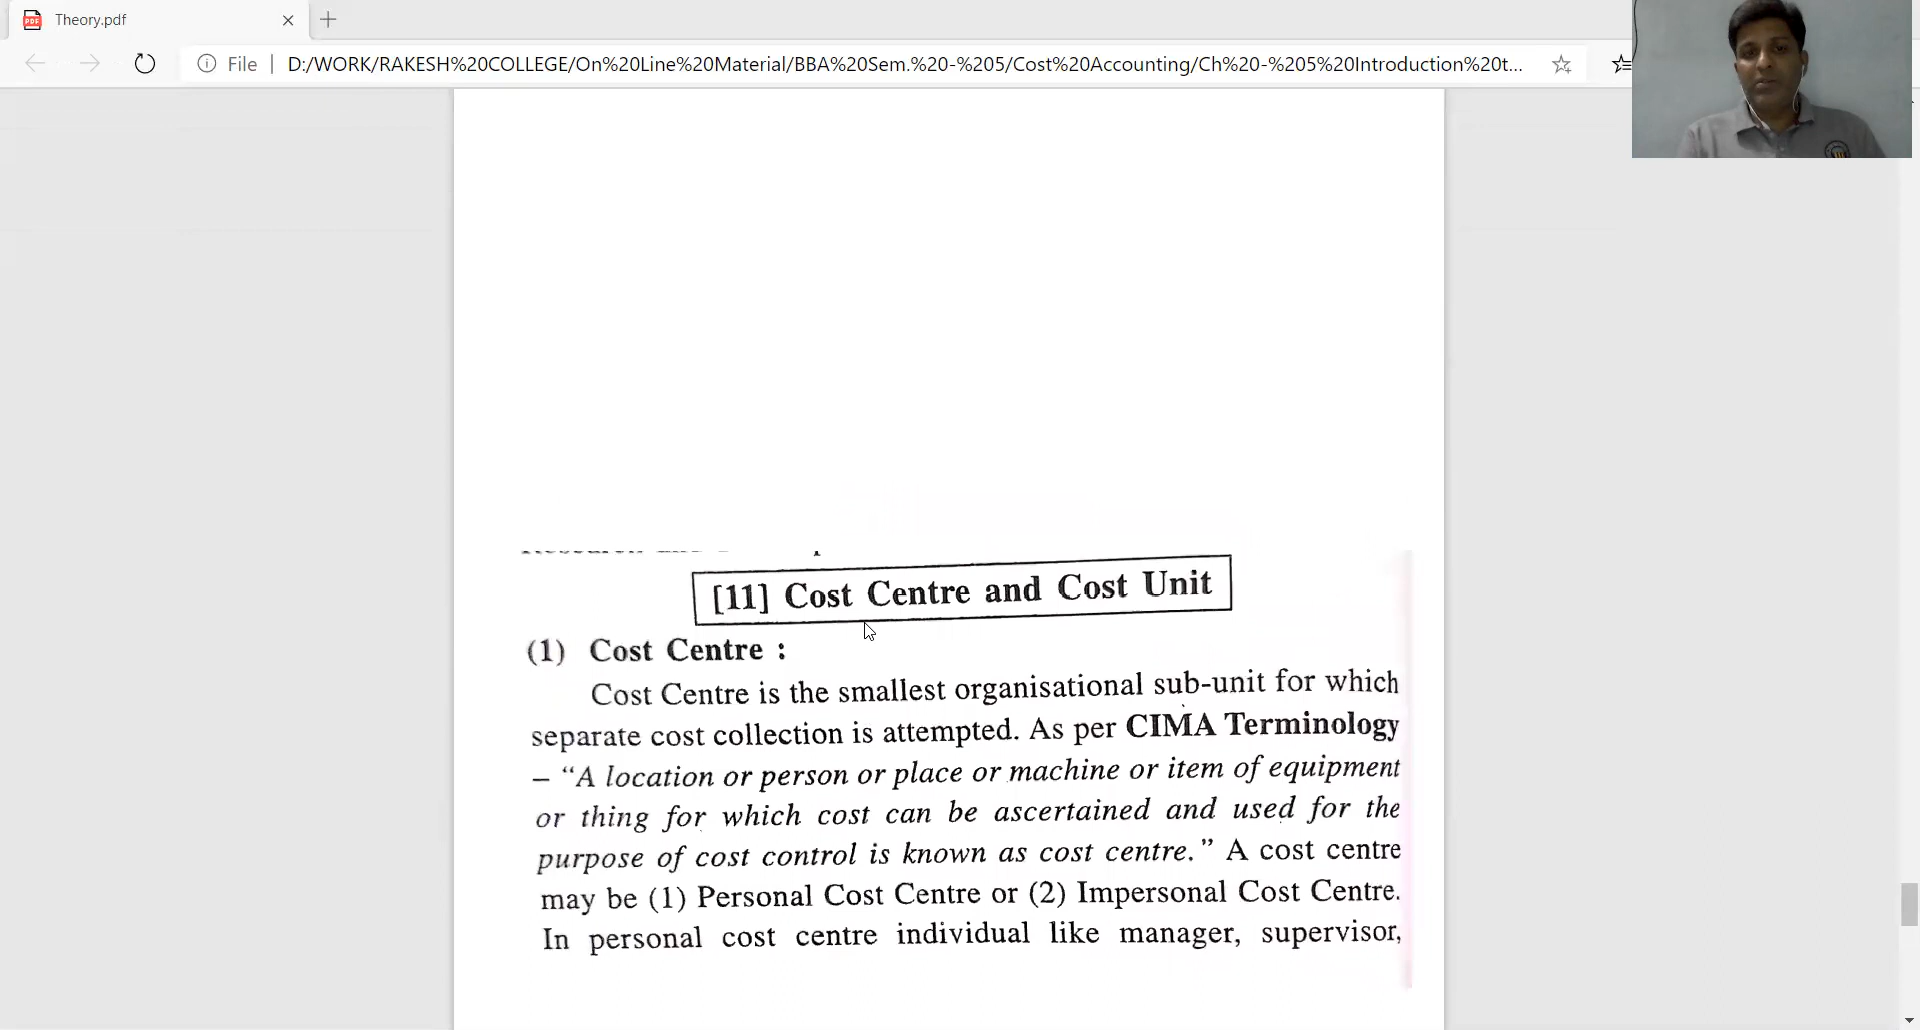 Theory.pdf
File
D:/WORK/RAKESH%20COLLEGE/On%20Line%20Material/BBA%20Sem.%20-%205/Cost%20Accounting/Ch%20-%205%20Introduction%20t...
[11] Cost Centre and Cost Unit
(1) Cost Centre :
Cost Centre is the smallest organisational sub-unit for which
separate cost collection is attempted. As per CIMA Terminology
– “A location or person or place or machine or item of equipment
or thing for which cost can be ascertained and used for the
purpose of cost control is known as cost centre.” A cost centre
may be (1) Personal Cost Centre or (2) Impersonal Cost Centre.
In personal cost centre individual like manager, supervisor,